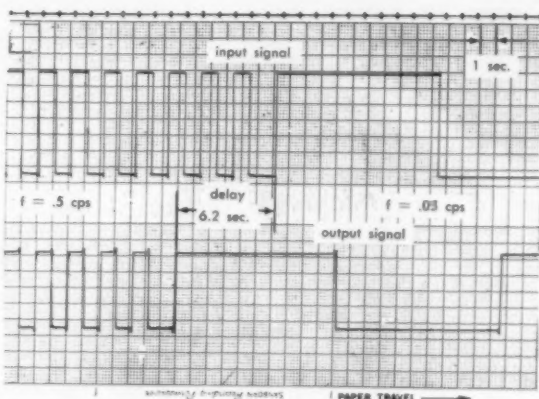 input signal
1 sec.
f = .5 cps
delay
6.2 sec.
f = .05 cps
output signal
PAPER TRAVEL